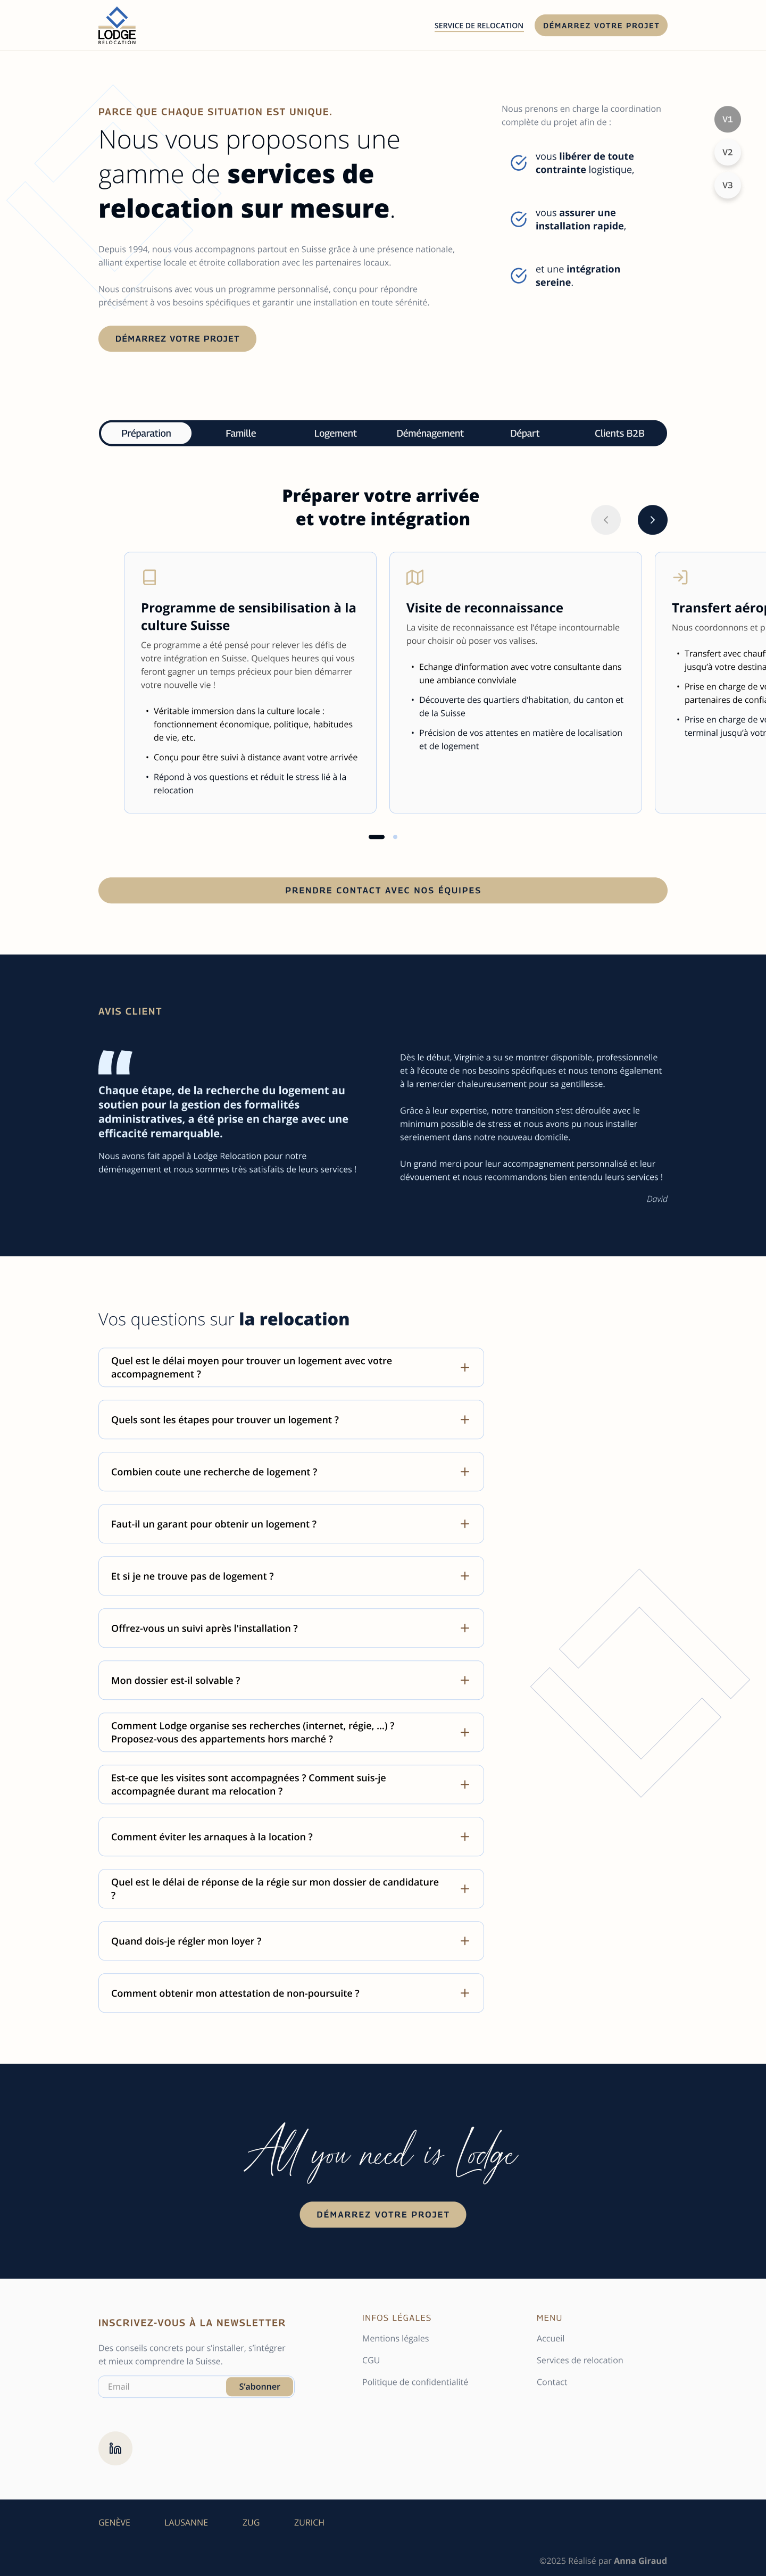 LODGE
RELOCATION
SERVICE DE RELOCATION
DÉMARREZ VOTRE PROJET
PARCE QUE CHAQUE SITUATION EST UNIQUE.
Nous vous proposons une
gamme de services de
relocation sur mesure.
Depuis 1994, nous vous accompagnons partout en Suisse grâce à une présence nationale,
alliant expertise locale et étroite collaboration avec les partenaires locaux.
Nous construisons avec vous un programme personnalisé, conçu pour répondre
précisément à vos besoins spécifiques et garantir une installation en toute sérénité.
DÉMARREZ VOTRE PROJET
Nous prenons en charge la coordination
complète du projet afin de :
vous libérer de toute
contrainte logistique,
vous assurer une
installation rapide,
et une intégration
sereine.
V1
V2
V3
Préparation
Famille
Logement
Déménagement
Départ
Clients B2B
Préparer votre arrivée
et votre intégration
Programme de sensibilisation à la
culture Suisse
Ce programme a été pensé pour relever les défis de
votre intégration en Suisse. Quelques heures qui vous
feront gagner un temps précieux pour bien démarrer
votre nouvelle vie !
• Véritable immersion dans la culture locale :
fonctionnement économique, politique, habitudes
de vie, etc.
• Conçu pour être suivi à distance avant votre arrivée
• Répond à vos questions et réduit le stress lié à la
relocation
Visite de reconnaissance
La visite de reconnaissance est l'étape incontournable
pour choisir où poser vos valises.
• Echange d'information avec votre consultante dans
une ambiance conviviale
• Découverte des quartiers d'habitation, du canton et
de la Suisse
• Précision de vos attentes en matière de localisation
et de logement
Transfert aérop
Nous coordonnons et p
• Transfert avec chauf
jusqu'à votre destina
• Prise en charge de vo
partenaires de confia
• Prise en charge de vo
terminal jusqu'à votr
PRENDRE CONTACT AVEC NOS ÉQUIPES
AVIS CLIENT
Chaque étape, de la recherche du logement au
soutien pour la gestion des formalités
administratives, a été prise en charge avec une
efficacité remarquable.
Nous avons fait appel à Lodge Relocation pour notre
déménagement et nous sommes très satisfaits de leurs services !
Dès le début, Virginie a su se montrer disponible, professionnelle
et à l'écoute de nos besoins spécifiques et nous tenons également
à la remercier chaleureusement pour sa gentillesse.
Grâce à leur expertise, notre transition s'est déroulée avec le
minimum possible de stress et nous avons pu nous installer
sereinement dans notre nouveau domicile.
Un grand merci pour leur accompagnement personnalisé et leur
dévouement et nous recommandons bien entendu leurs services !
David
Vos questions sur la relocation
Quel est le délai moyen pour trouver un logement avec votre
accompagnement ?
Quels sont les étapes pour trouver un logement ?
Combien coute une recherche de logement ?
Faut-il un garant pour obtenir un logement ?
Et si je ne trouve pas de logement ?
Offrez-vous un suivi après l'installation ?
Mon dossier est-il solvable ?
Comment Lodge organise ses recherches (internet, régie, …) ?
Proposez-vous des appartements hors marché ?
Est-ce que les visites sont accompagnées ? Comment suis-je
accompagnée durant ma relocation ?
Comment éviter les arnaques à la location ?
Quel est le délai de réponse de la régie sur mon dossier de candidature
?
Quand dois-je régler mon loyer ?
Comment obtenir mon attestation de non-poursuite ?
All you need is Lodge
DÉMARREZ VOTRE PROJET
INSCRIVEZ-VOUS À LA NEWSLETTER
Des conseils concrets pour s'installer, s'intégrer
et mieux comprendre la Suisse.
Email
S'abonner
INFOS LÉGALES
Mentions légales
CGU
Politique de confidentialité
MENU
Accueil
Services de relocation
Contact
in
GENÈVE
LAUSANNE
ZUG
ZURICH
©2025 Réalisé par Anna Giraud